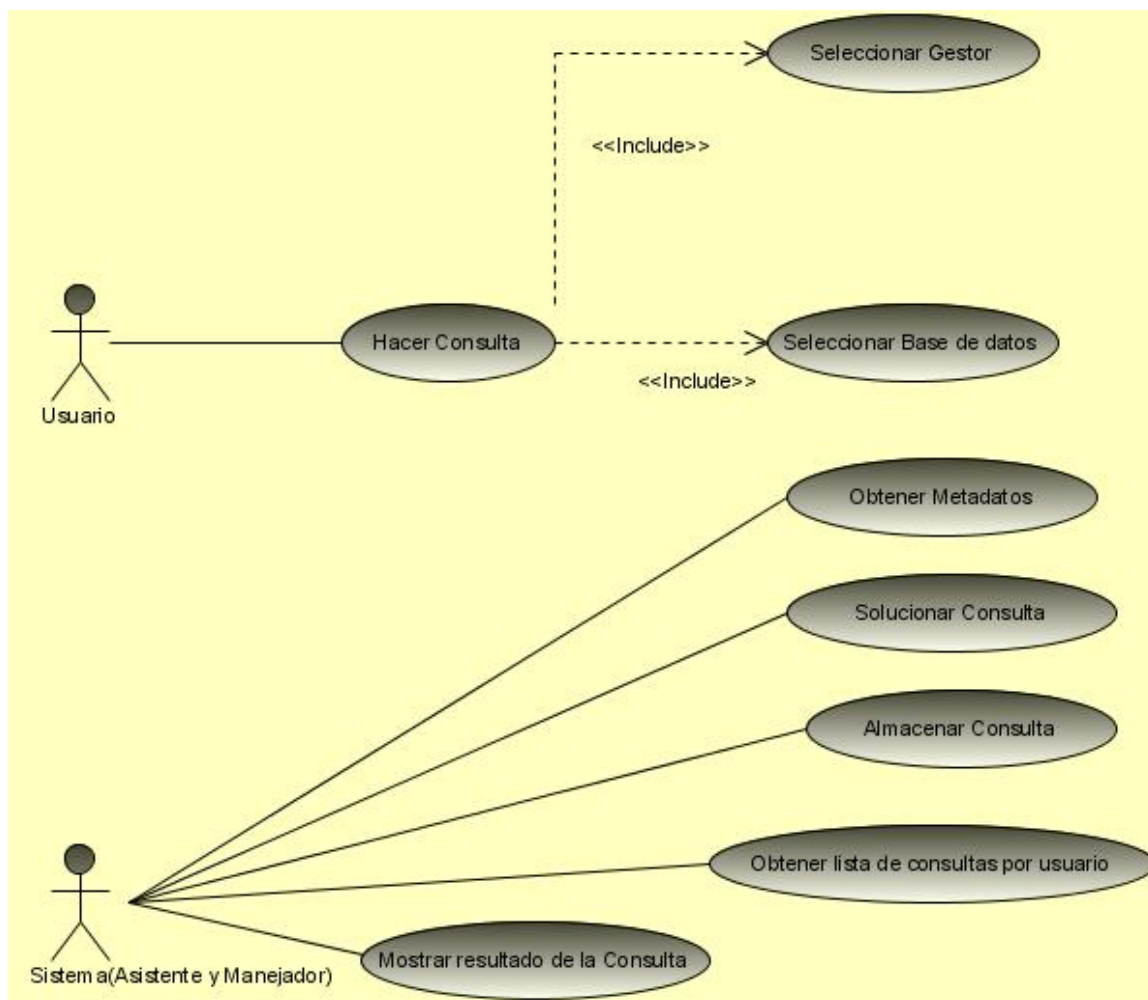 Seleccionar Gestor
<<Include>>
Hacer Consulta
Seleccionar Base de datos
<<Include>>
Usuario
Obtener Metadatos
Solucionar Consulta
Almacenar Consulta
Obtener lista de consultas por usuario
Mostrar resultado de la Consulta
Sistema(Asistente y Manejador)